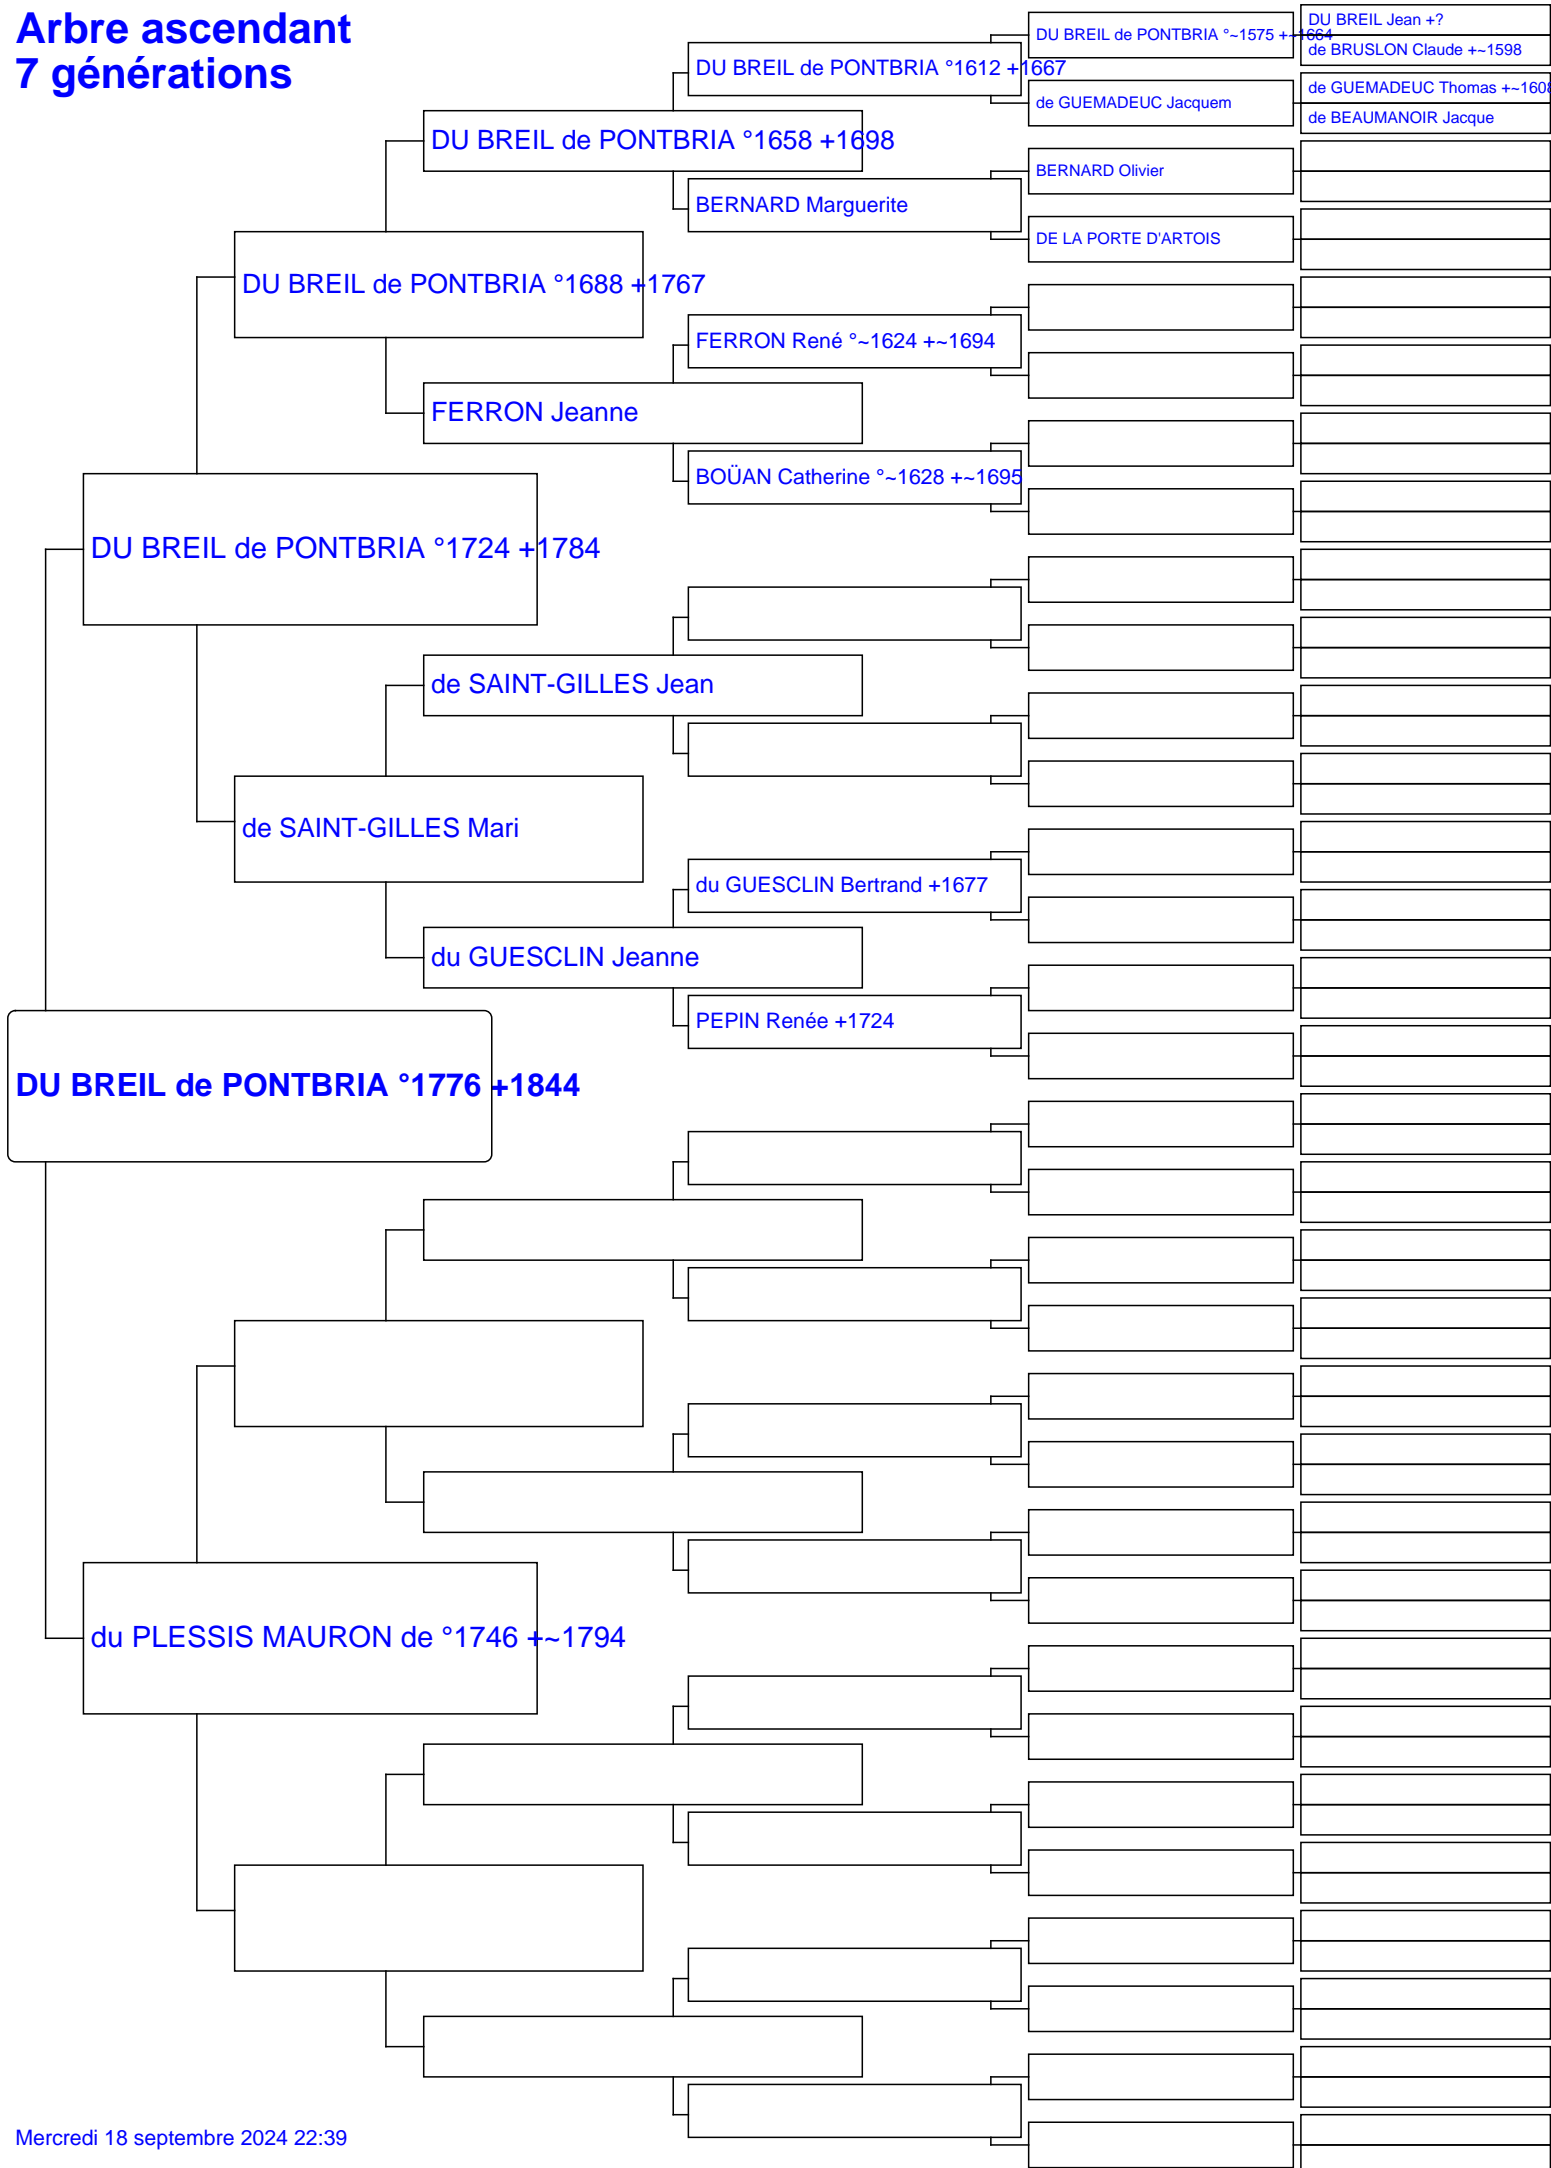 Arbre ascendant
7 générations
DU BREIL Jean +?
DU BREIL de PONTBRIA °~1575 +~1664
de BRUSLON Claude +~1598
DU BREIL de PONTBRIA °1612 +1667
de GUEMADEUC Thomas +~1608
de GUEMADEUC Jacquem
de BEAUMANOIR Jacque
DU BREIL de PONTBRIA °1658 +1698
BERNARD Olivier
BERNARD Marguerite
DE LA PORTE D'ARTOIS
DU BREIL de PONTBRIA °1688 +1767
FERRON René °~1624 +~1694
FERRON Jeanne
BOÜAN Catherine °~1628 +~1695
DU BREIL de PONTBRIA °1724 +1784
de SAINT-GILLES Jean
de SAINT-GILLES Mari
du GUESCLIN Bertrand +1677
du GUESCLIN Jeanne
PEPIN Renée +1724
DU BREIL de PONTBRIA °1776 +1844
du PLESSIS MAURON de °1746 +~1794
Mercredi 18 septembre 2024 22:39